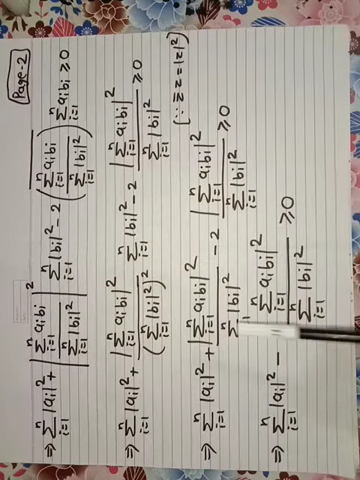 Page-2
⇒ ∑_{i=1}^{n} |a_i|² + |∑_{i=1}^{n} a_i b_i / ∑_{i=1}^{n} |b_i|²|² ∑_{i=1}^{n} |b_i|² - 2 \overline{(∑_{i=1}^{n} a_i b_i / ∑_{i=1}^{n} |b_i|²)} ∑_{i=1}^{n} a_i b_i ≥ 0
⇒ ∑_{i=1}^{n} |a_i|² + |∑_{i=1}^{n} a_i b_i|² / (∑_{i=1}^{n} |b_i|²)² ∑_{i=1}^{n} |b_i|² - 2 |∑_{i=1}^{n} a_i b_i|² / ∑_{i=1}^{n} |b_i|² ≥ 0
[∵ z̄ z = |z|²]
⇒ ∑_{i=1}^{n} |a_i|² + |∑_{i=1}^{n} a_i b_i|² / ∑_{i=1}^{n} |b_i|² - 2 |∑_{i=1}^{n} a_i b_i|² / ∑_{i=1}^{n} |b_i|² ≥ 0
⇒ ∑_{i=1}^{n} |a_i|² - |∑_{i=1}^{n} a_i b_i|² / ∑_{i=1}^{n} |b_i|² ≥ 0